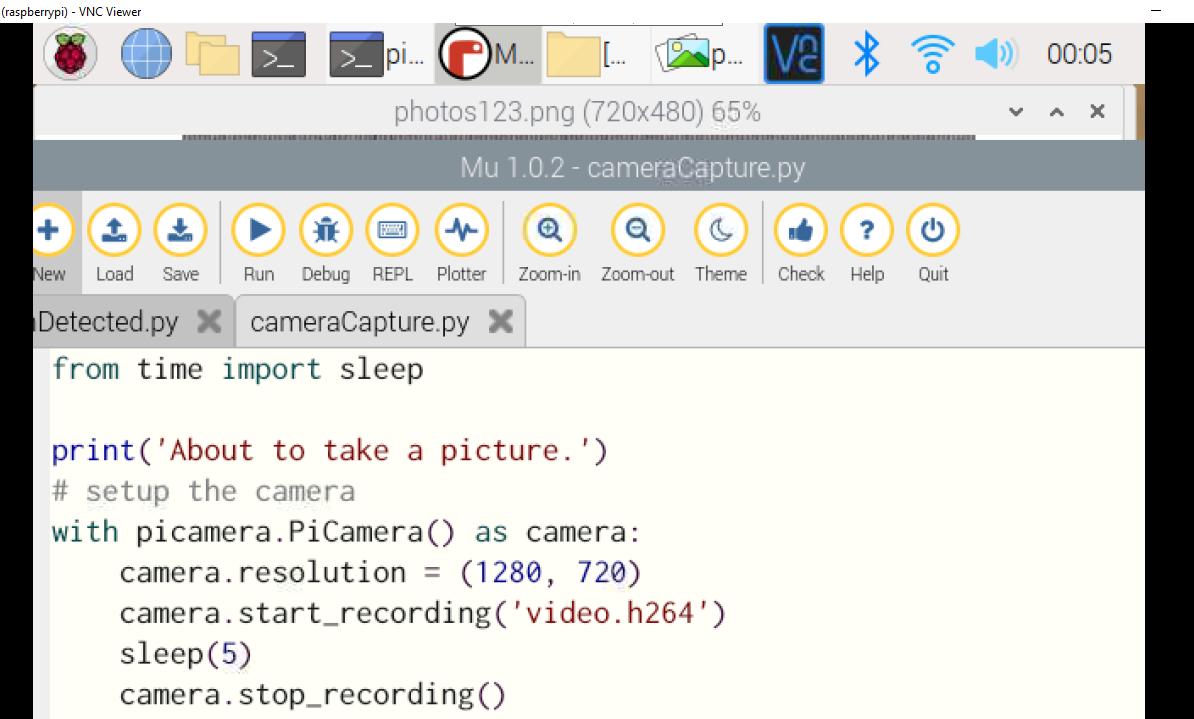 (raspberrypi) - VNC Viewer
pi... M... [... p... 00:05
photos123.png (720x480) 65%
Mu 1.0.2 - cameraCapture.py
New Load Save Run Debug REPL Plotter Zoom-in Zoom-out Theme Check Help Quit
Detected.py cameraCapture.py
from time import sleep
print('About to take a picture.')
# setup the camera
with picamera.PiCamera() as camera:
    camera.resolution = (1280, 720)
    camera.start_recording('video.h264')
    sleep(5)
    camera.stop_recording()